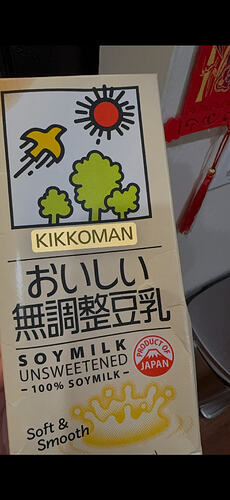 KIKKOMAN
おいしい
無調整豆乳
SOYMILK
UNSWEETENED
-100% SOYMILK-
PRODUCT OF
JAPAN
Soft &
Smooth